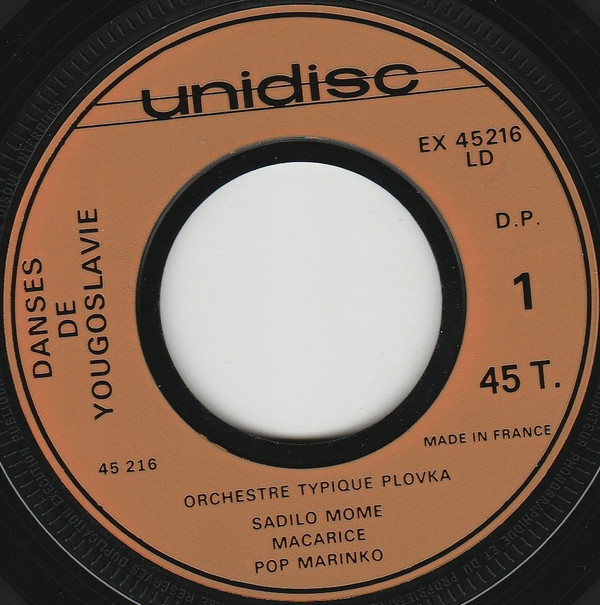 unidisc
EX 45216
LD
D.P.
1
45 T.
MADE IN FRANCE
DANSES
DE
YOUGOSLAVIE
45 216
ORCHESTRE TYPIQUE PLOVKA
SADILO MOME
MACARICE
POP MARINKO